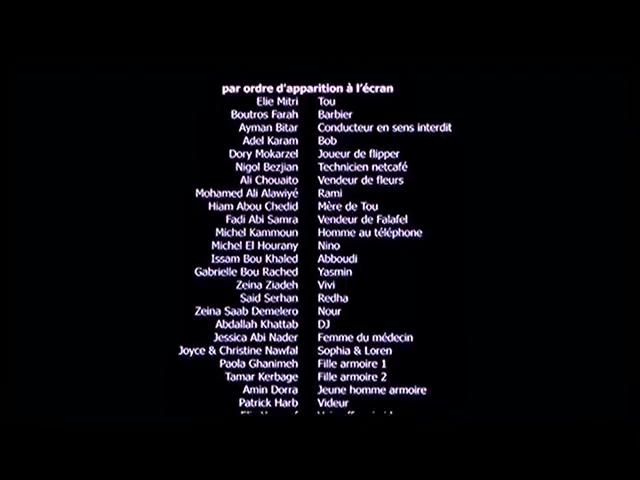 par ordre d'apparition à l'écran
Elie Mitri Tou
Boutros Farah Barbier
Ayman Bitar Conducteur en sens interdit
Adel Karam Bob
Dory Mokarzel Joueur de flipper
Nigol Bezjian Technicien netcafé
Ali Chouaito Vendeur de fleurs
Mohamed Ali Alawiyé Rami
Hiam Abou Chedid Mère de Tou
Fadi Abi Samra Vendeur de Falafel
Michel Kammoun Homme au téléphone
Michel El Hourany Nino
Issam Bou Khaled Abboudi
Gabrielle Bou Rached Yasmin
Zeina Ziadeh Vivi
Said Serhan Redha
Zeina Saab Demelero Nour
Abdallah Khattab DJ
Jessica Abi Nader Femme du médecin
Joyce & Christine Nawfal Sophia & Loren
Paola Ghanimeh Fille armoire 1
Tamar Kerbage Fille armoire 2
Amin Dorra Jeune homme armoire
Patrick Harb Videur